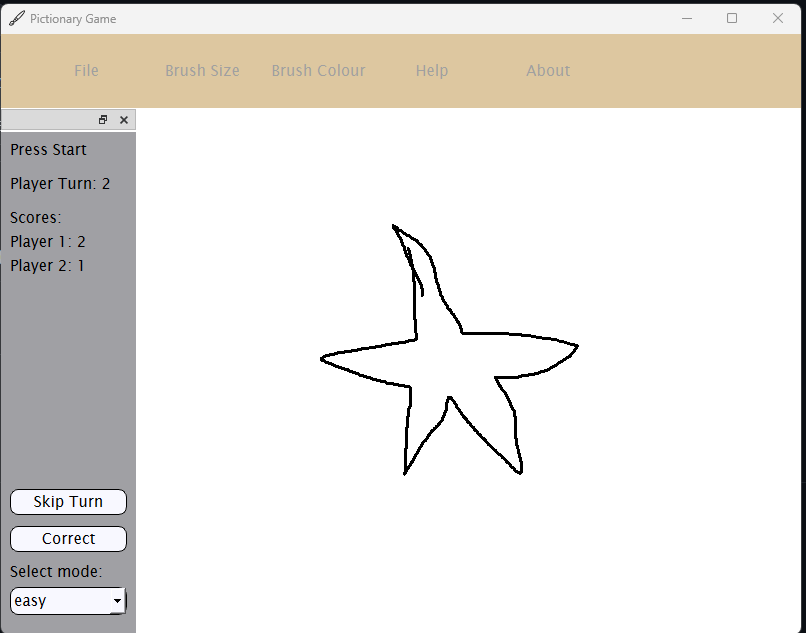 Pictionary Game
File Brush Size Brush Colour Help About
Press Start
Player Turn: 2
Scores:
Player 1: 2
Player 2: 1
Skip Turn
Correct
Select mode:
easy